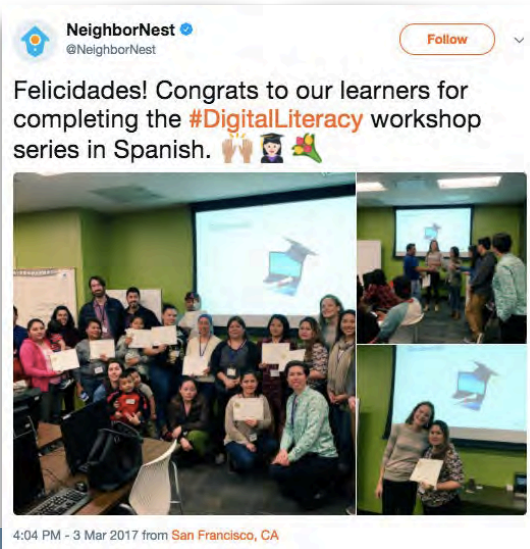 NeighborNest
@NeighborNest
Follow
Felicidades! Congrats to our learners for
completing the #DigitalLiteracy workshop
series in Spanish.
4:04 PM - 3 Mar 2017 from San Francisco, CA